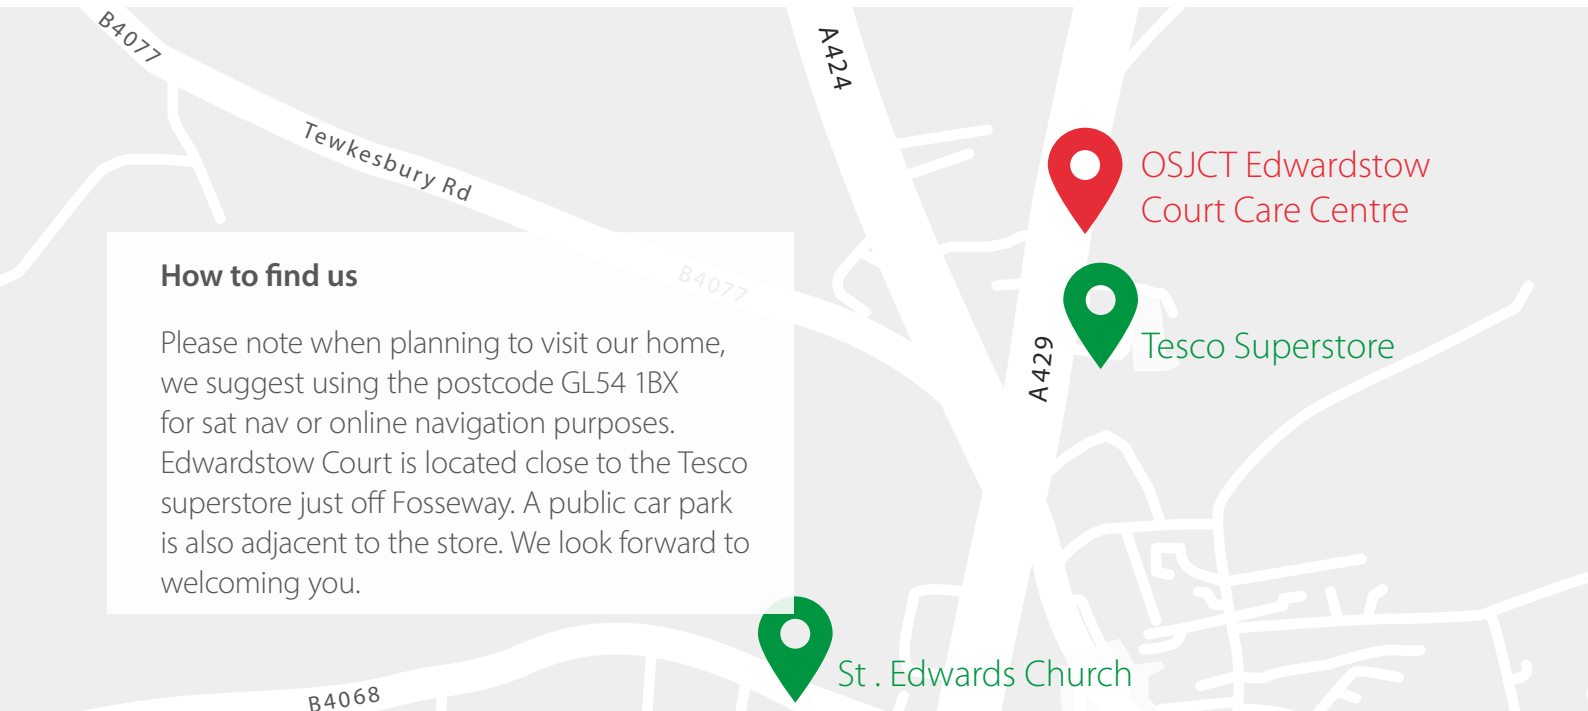 B4077
A424
Tewkesbury Rd
OSJCT Edwardstow
Court Care Centre
How to find us
B4077
Please note when planning to visit our home,
we suggest using the postcode GL54 1BX
for sat nav or online navigation purposes.
Edwardstow Court is located close to the Tesco
superstore just off Fosseway. A public car park
is also adjacent to the store. We look forward to
welcoming you.
A429
Tesco Superstore
St . Edwards Church
B4068